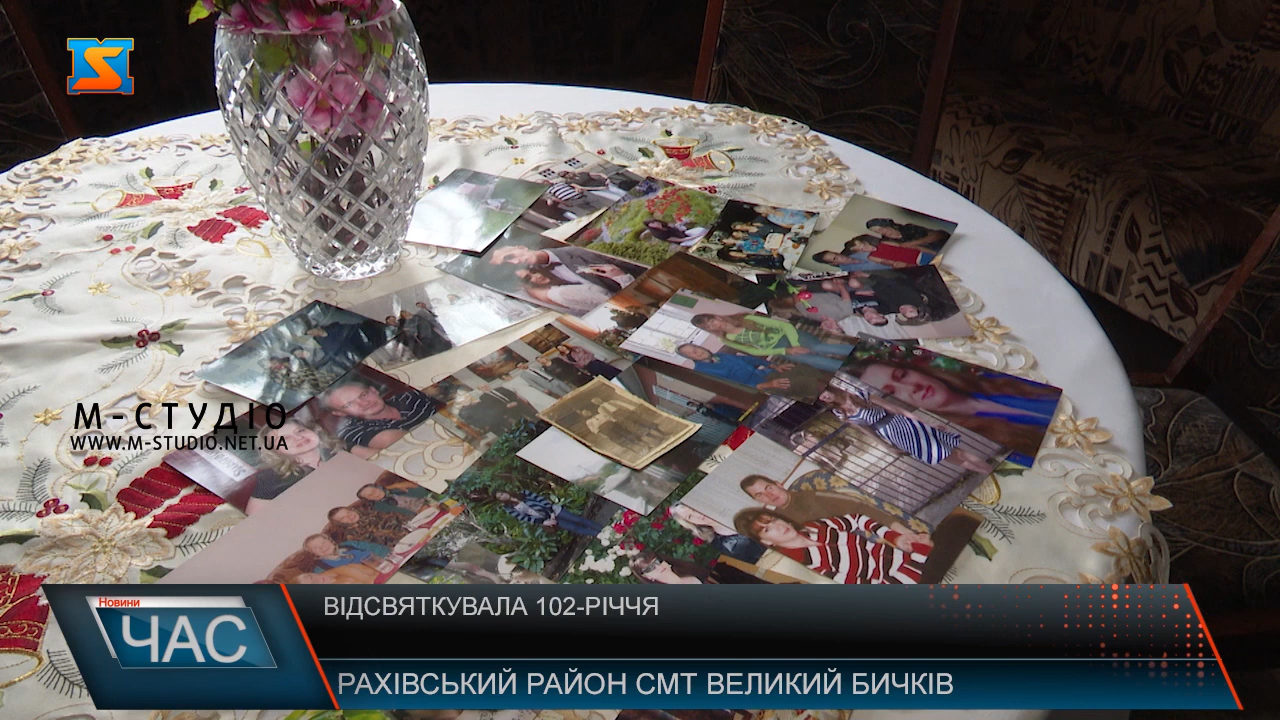 М-СТУДІО
WWW.M-STUDIO.NET.UA
Новини
ЧАС
ВІДСВЯТКУВАЛА 102-РІЧЧЯ
РАХІВСЬКИЙ РАЙОН СМТ ВЕЛИКИЙ БИЧКІВ